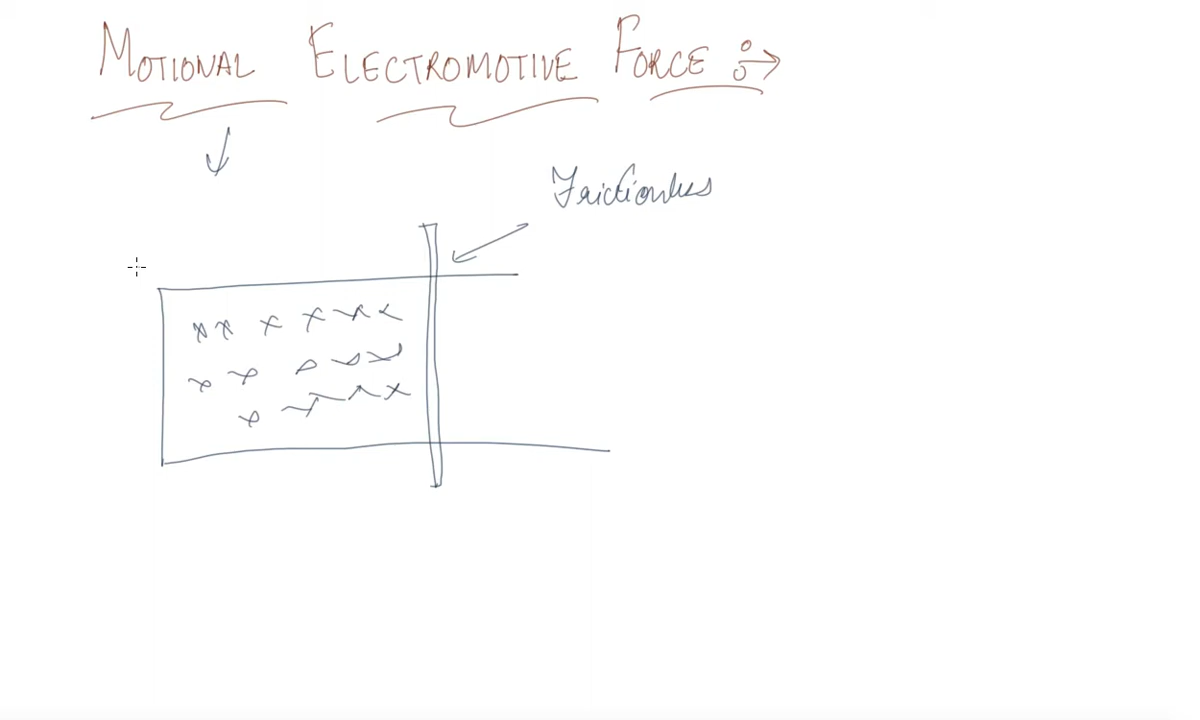 MOTIONAL ELECTROMOTIVE FORCE :→
Frictionless
x x x x x x
x x x x x
x x x x x